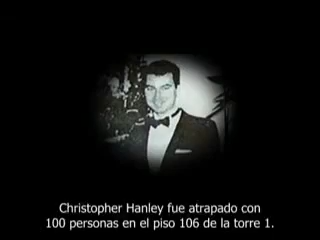 Christopher Hanley fue atrapado con
100 personas en el piso 106 de la torre 1.